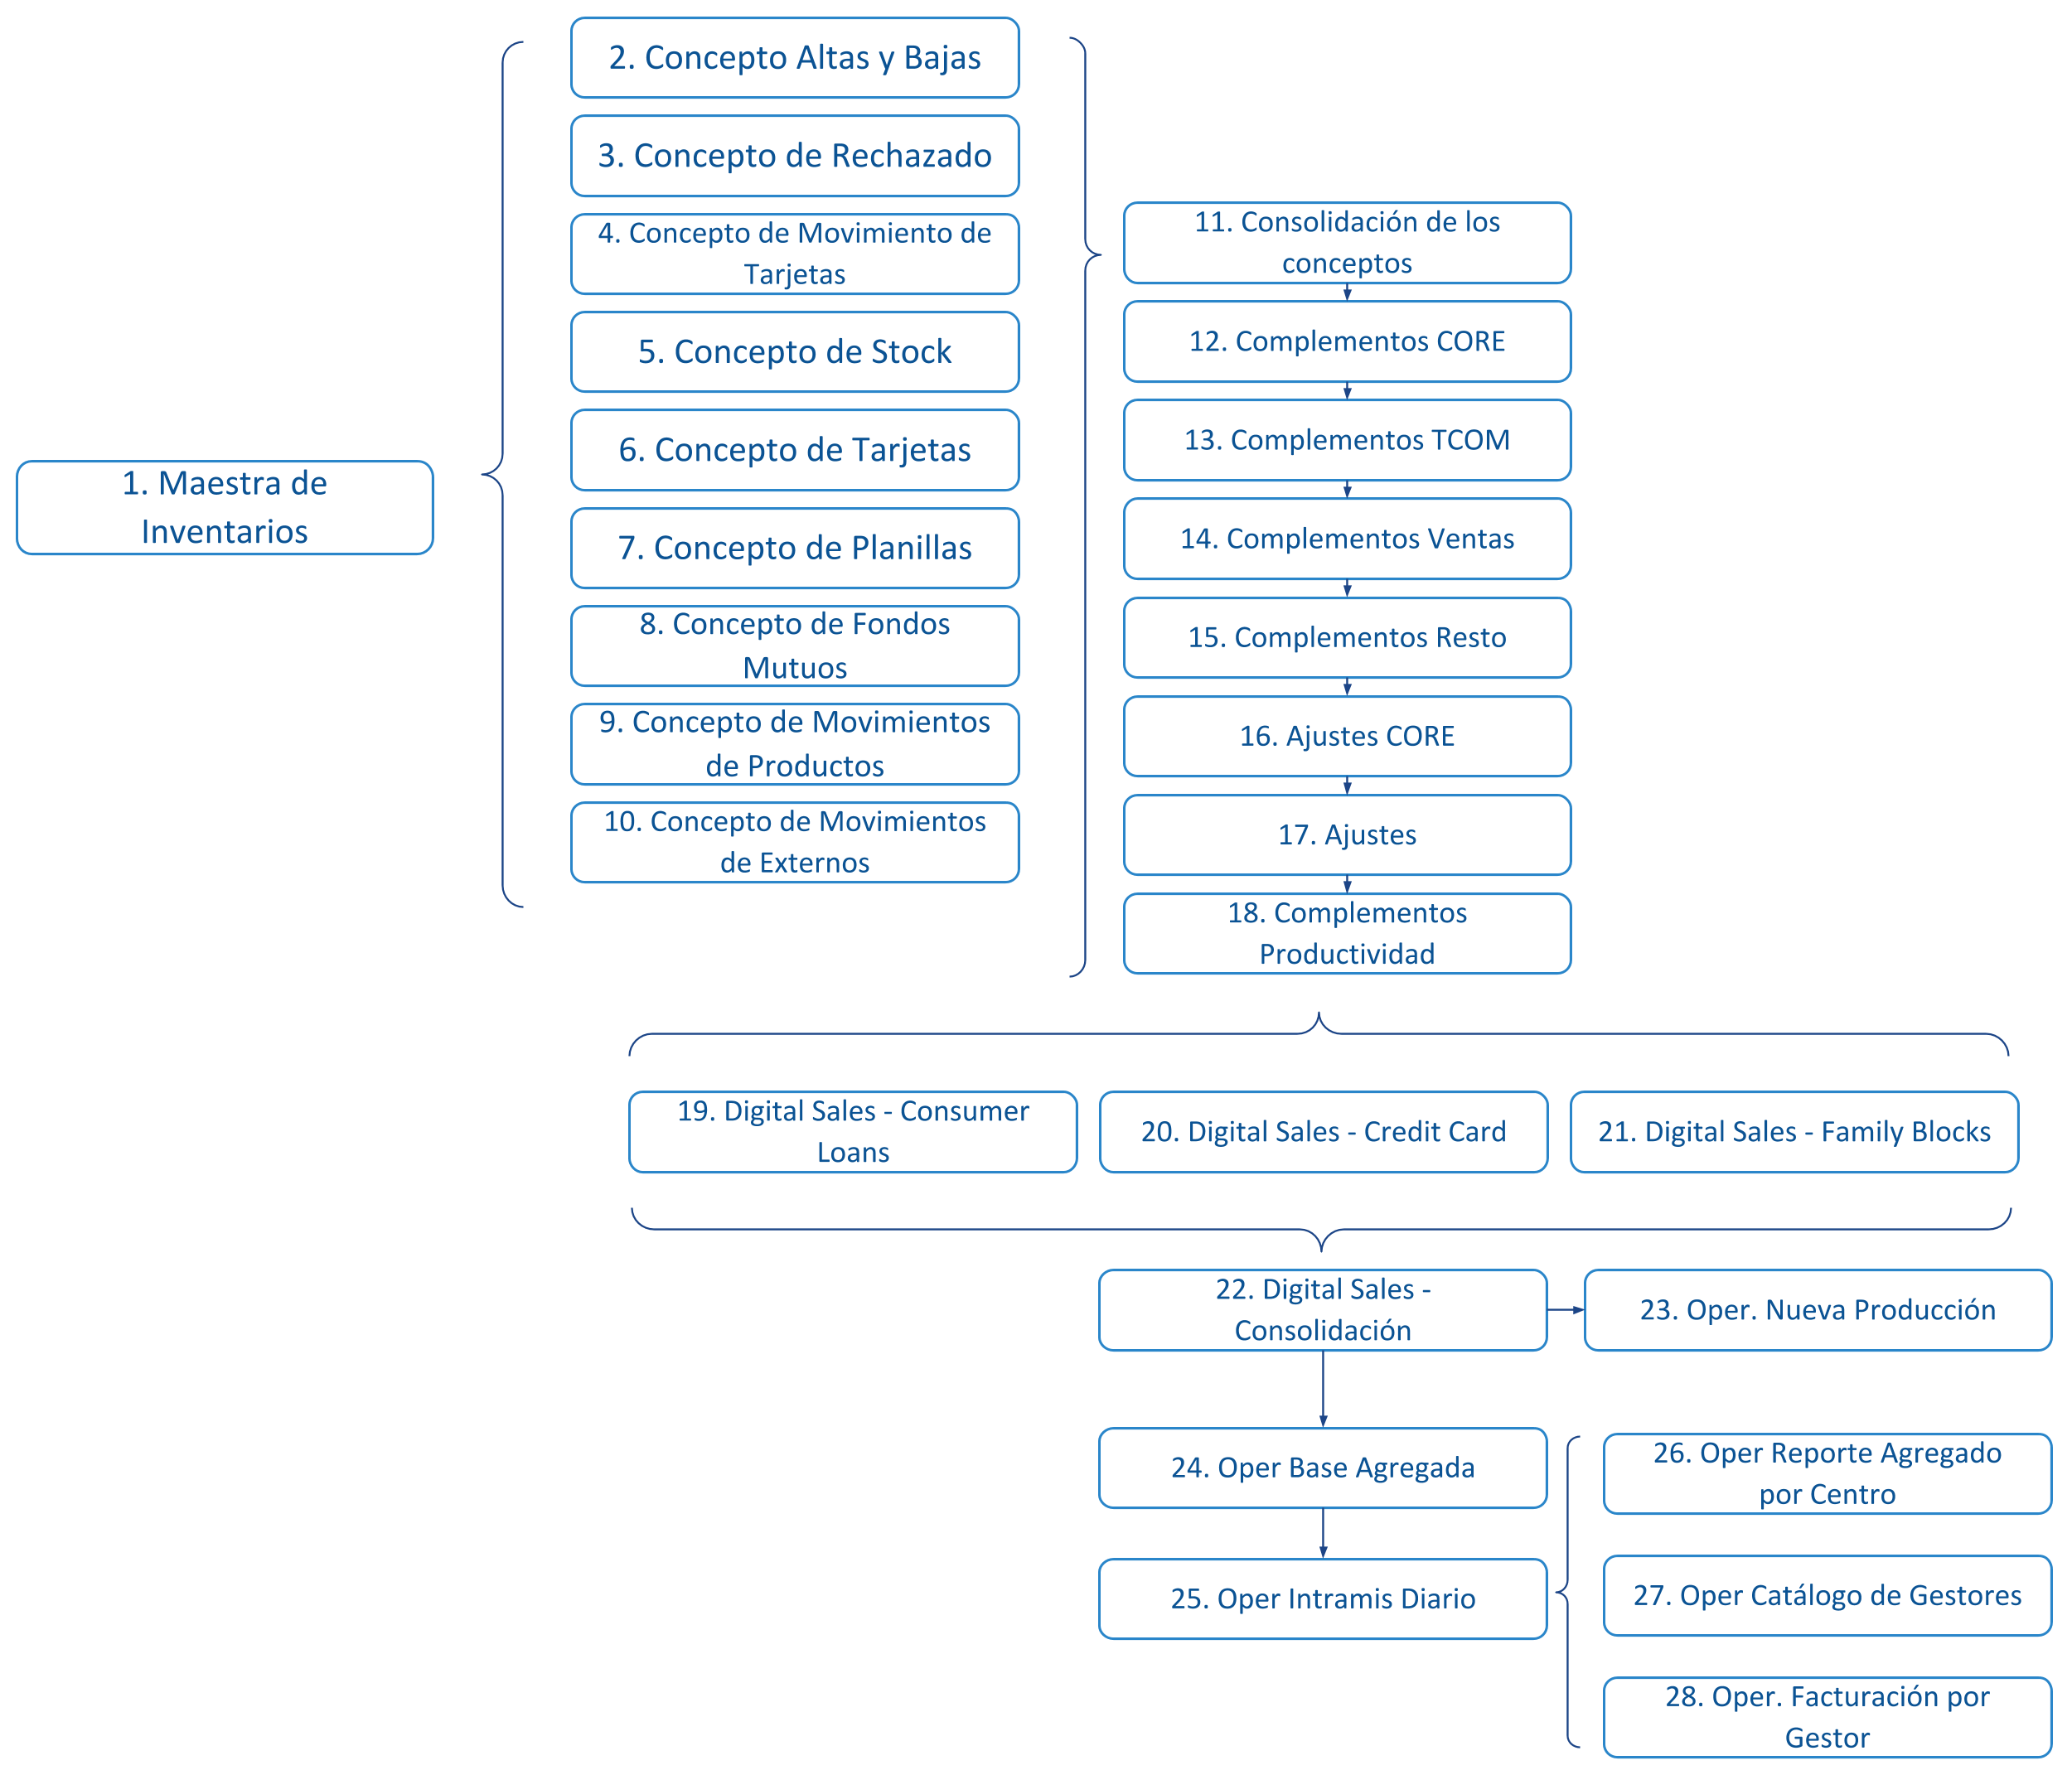 1. Maestra de
Inventarios
2. Concepto Altas y Bajas
3. Concepto de Rechazado
4. Concepto de Movimiento de
Tarjetas
5. Concepto de Stock
6. Concepto de Tarjetas
7. Concepto de Planillas
8. Concepto de Fondos
Mutuos
9. Concepto de Movimientos
de Productos
10. Concepto de Movimientos
de Externos
11. Consolidación de los
conceptos
12. Complementos CORE
13. Complementos TCOM
14. Complementos Ventas
15. Complementos Resto
16. Ajustes CORE
17. Ajustes
18. Complementos
Productividad
19. Digital Sales - Consumer
Loans
20. Digital Sales - Credit Card
21. Digital Sales - Family Blocks
22. Digital Sales -
Consolidación
23. Oper. Nueva Producción
24. Oper Base Agregada
25. Oper Intramis Diario
26. Oper Reporte Agregado
por Centro
27. Oper Catálogo de Gestores
28. Oper. Facturación por
Gestor